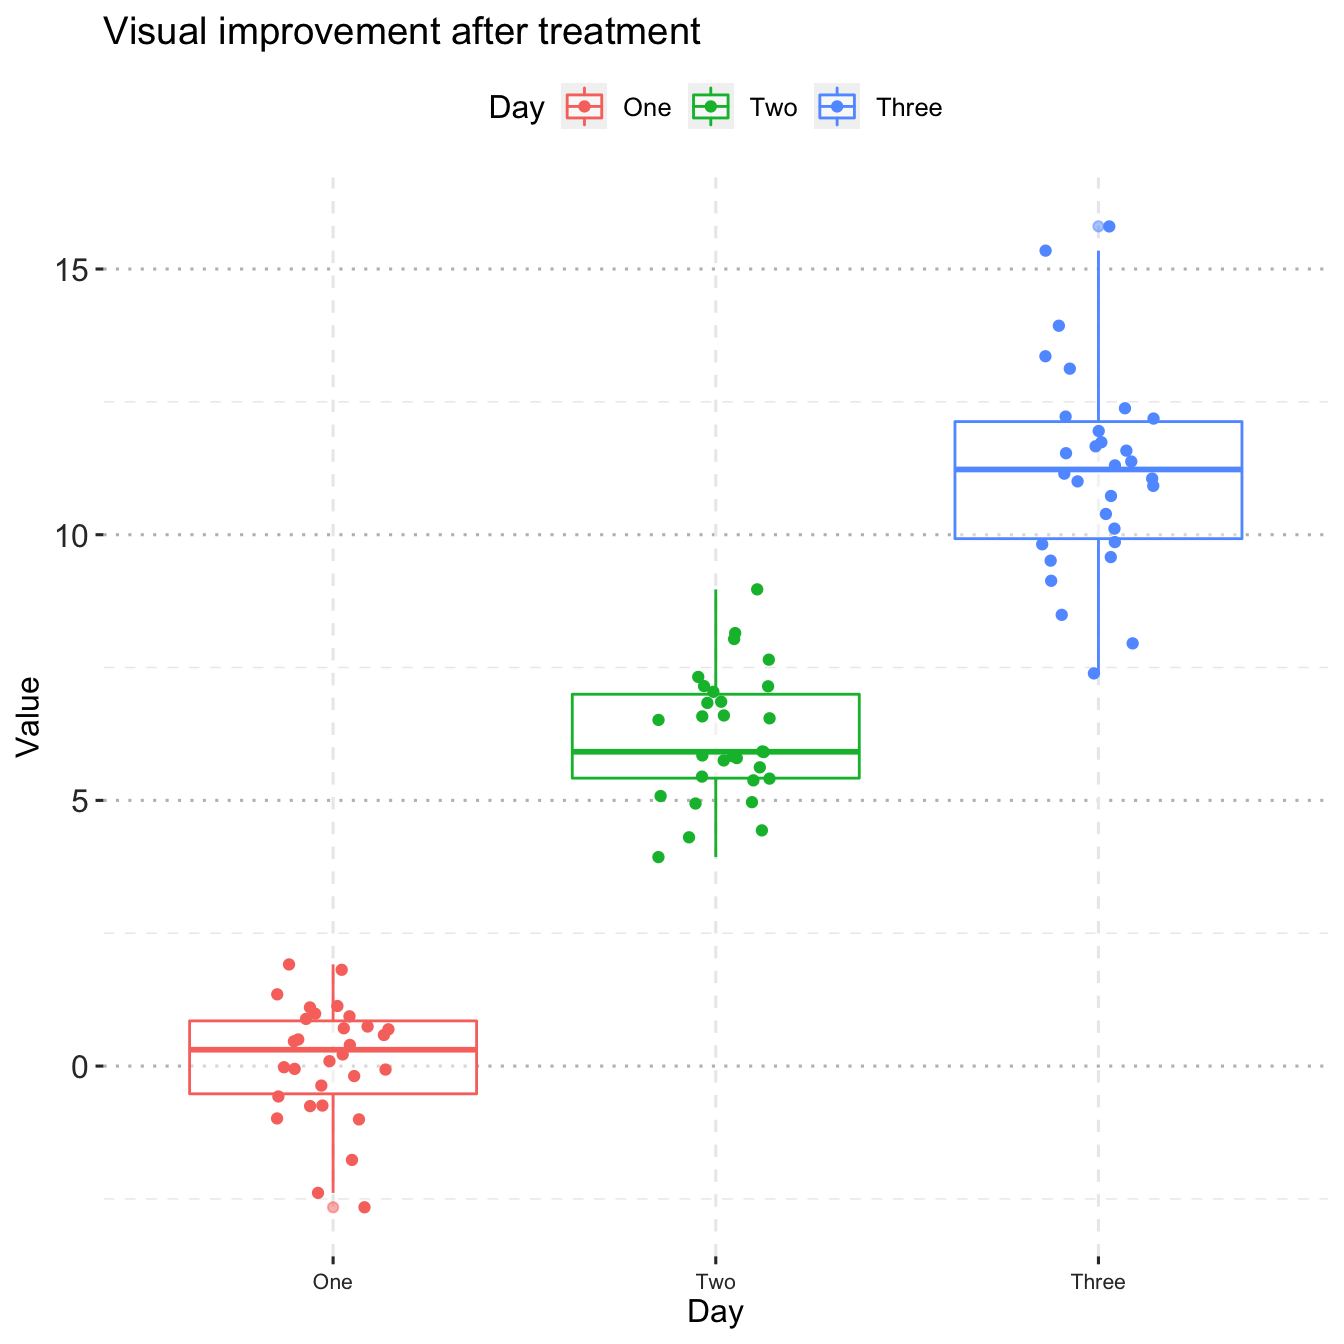 Visual improvement after treatment
Day One Two Three
15
10
5
0
Value
One Two Three
Day